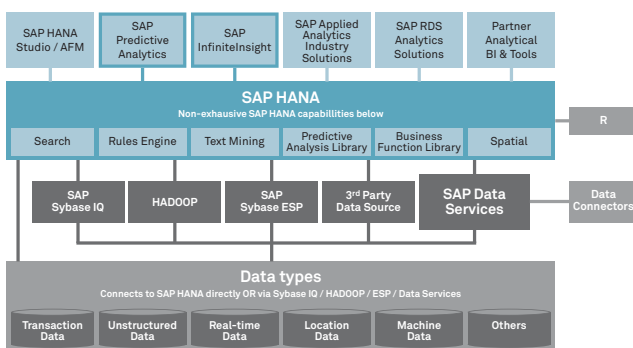 SAP HANA
Studio / AFM
SAP
Predictive
Analytics
SAP
InfiniteInsight
SAP Applied
Analytics
Industry
Solutions
SAP RDS
Analytics
Solutions
Partner
Analytical
BI & Tools
SAP HANA
Non-exhausive SAP HANA capabillities below
Search
Rules Engine
Text Mining
Predictive
Analysis Library
Business
Function Library
Spatial
R
SAP
Sybase IQ
HADOOP
SAP
Sybase ESP
3rd Party
Data Source
SAP Data
Services
Data
Connectors
Data types
Connects to SAP HANA directly OR via Sybase IQ / HADOOP / ESP / Data Services
Transaction
Data
Unstructured
Data
Real-time
Data
Location
Data
Machine
Data
Others